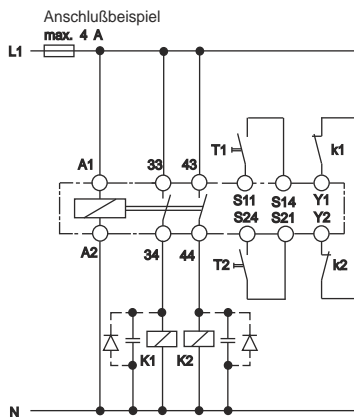 Anschlußbeispiel
max. 4 A
L1
T1 k1
A1 33 43
S11 S14 Y1
S24 S21 Y2
A2 34 44
T2 k2
K1 K2
N